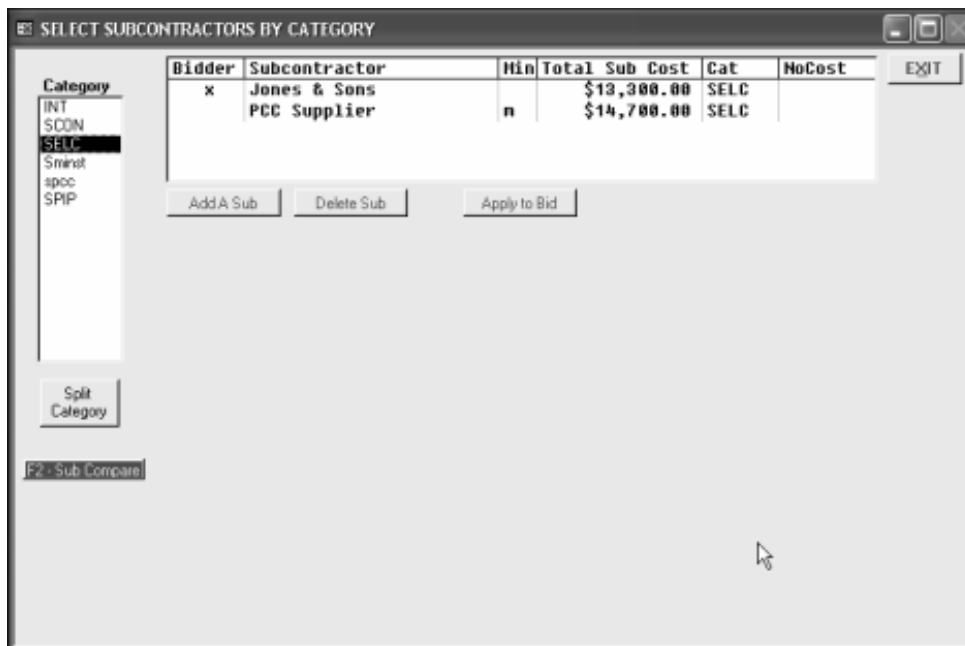 SELECT SUBCONTRACTORS BY CATEGORY
Category
INT
SCON
SELC
Sminst
spcc
SPIP
Bidder Subcontractor Min Total Sub Cost Cat NoCost
x Jones & Sons $13,300.00 SELC
PCC Supplier m $14,700.00 SELC
EXIT
Add A Sub Delete Sub Apply to Bid
Split
Category
F2 - Sub Compare